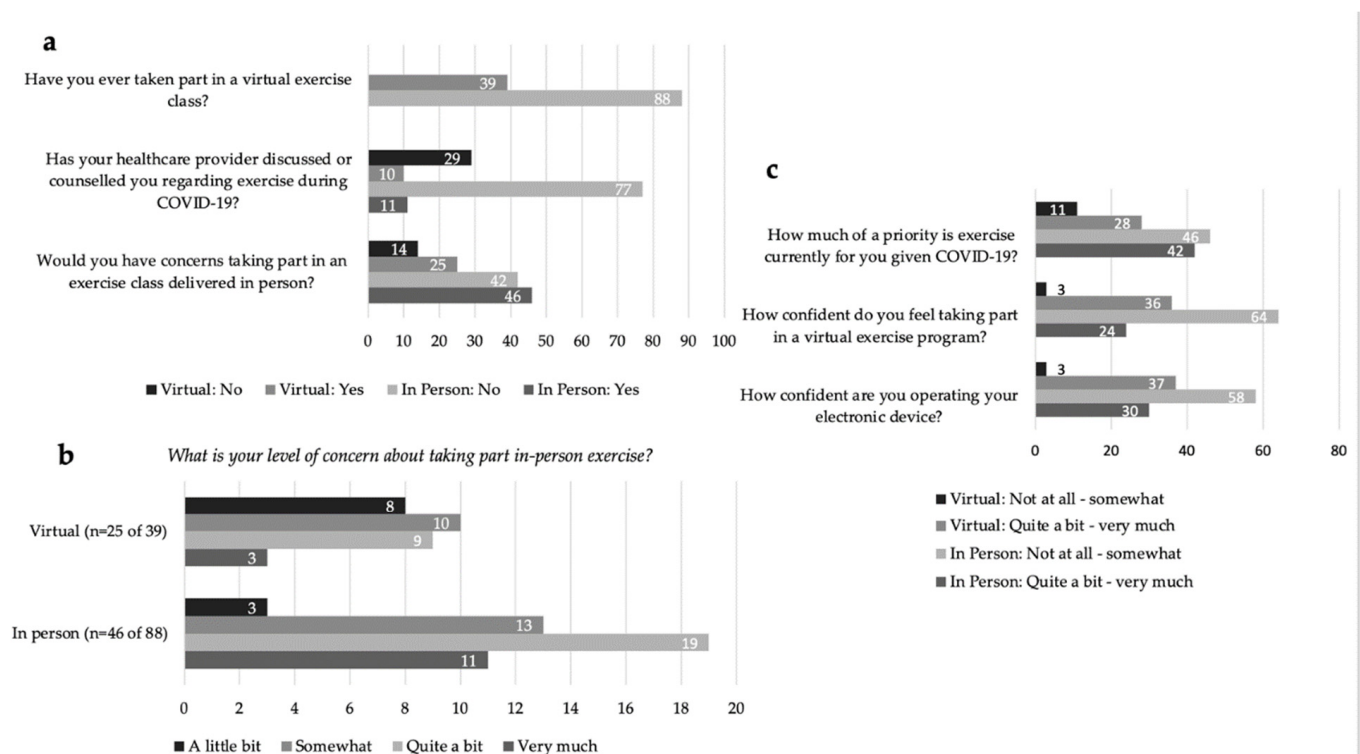 a
Have you ever taken part in a virtual exercise
class?
39
88
Has your healthcare provider discussed or
counselled you regarding exercise during
COVID-19?
29
10
77
11
Would you have concerns taking part in an
exercise class delivered in person?
14
25
42
46
0 10 20 30 40 50 60 70 80 90 100
Virtual: No Virtual: Yes In Person: No In Person: Yes
b
What is your level of concern about taking part in-person exercise?
Virtual (n=25 of 39)
8
10
9
3
In person (n=46 of 88)
3
13
19
11
0 2 4 6 8 10 12 14 16 18 20
A little bit Somewhat Quite a bit Very much
c
How much of a priority is exercise
currently for you given COVID-19?
11
28
46
42
How confident do you feel taking part
in a virtual exercise program?
3
36
64
24
How confident are you operating your
electronic device?
3
37
58
30
0 20 40 60 80
Virtual: Not at all - somewhat
Virtual: Quite a bit - very much
In Person: Not at all - somewhat
In Person: Quite a bit - very much